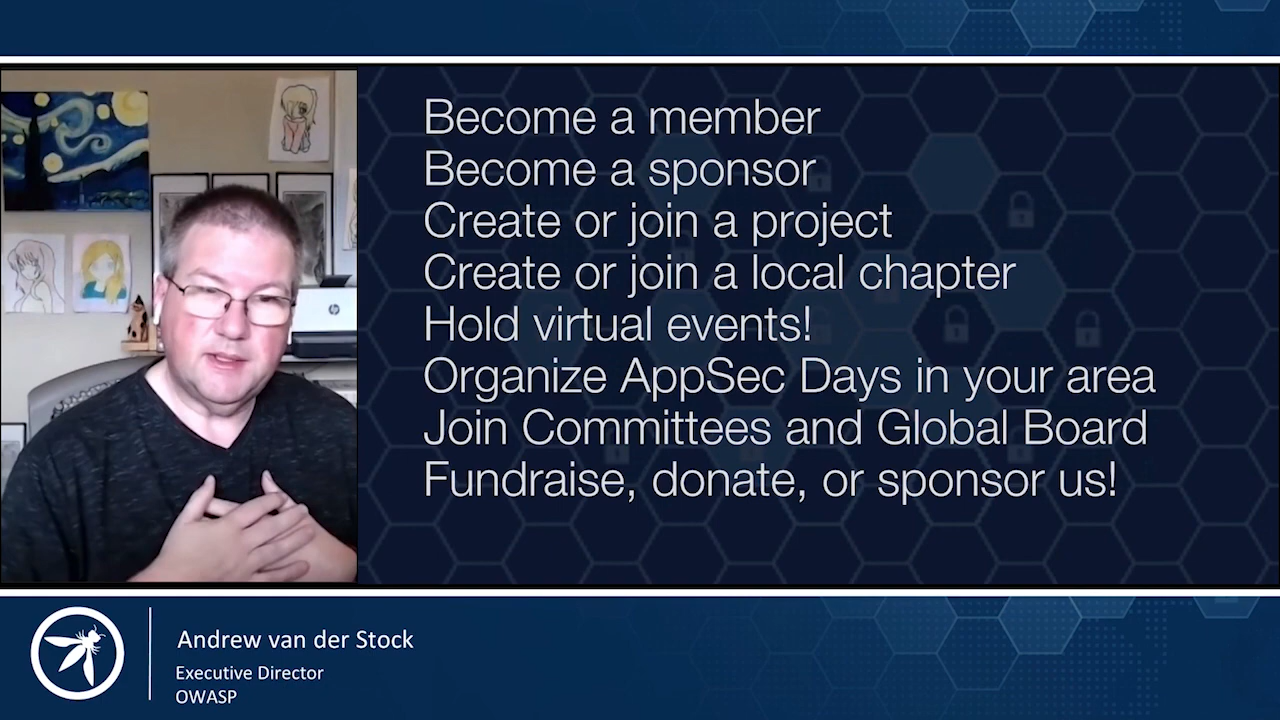 Become a member
Become a sponsor
Create or join a project
Create or join a local chapter
Hold virtual events!
Organize AppSec Days in your area
Join Committees and Global Board
Fundraise, donate, or sponsor us!
hp
Andrew van der Stock
Executive Director
OWASP